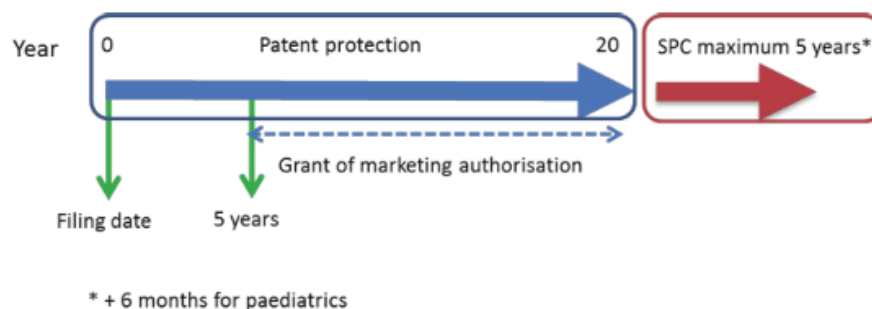 Year
0
Patent protection
20
SPC maximum 5 years*
Grant of marketing authorisation
Filing date
5 years
* + 6 months for paediatrics